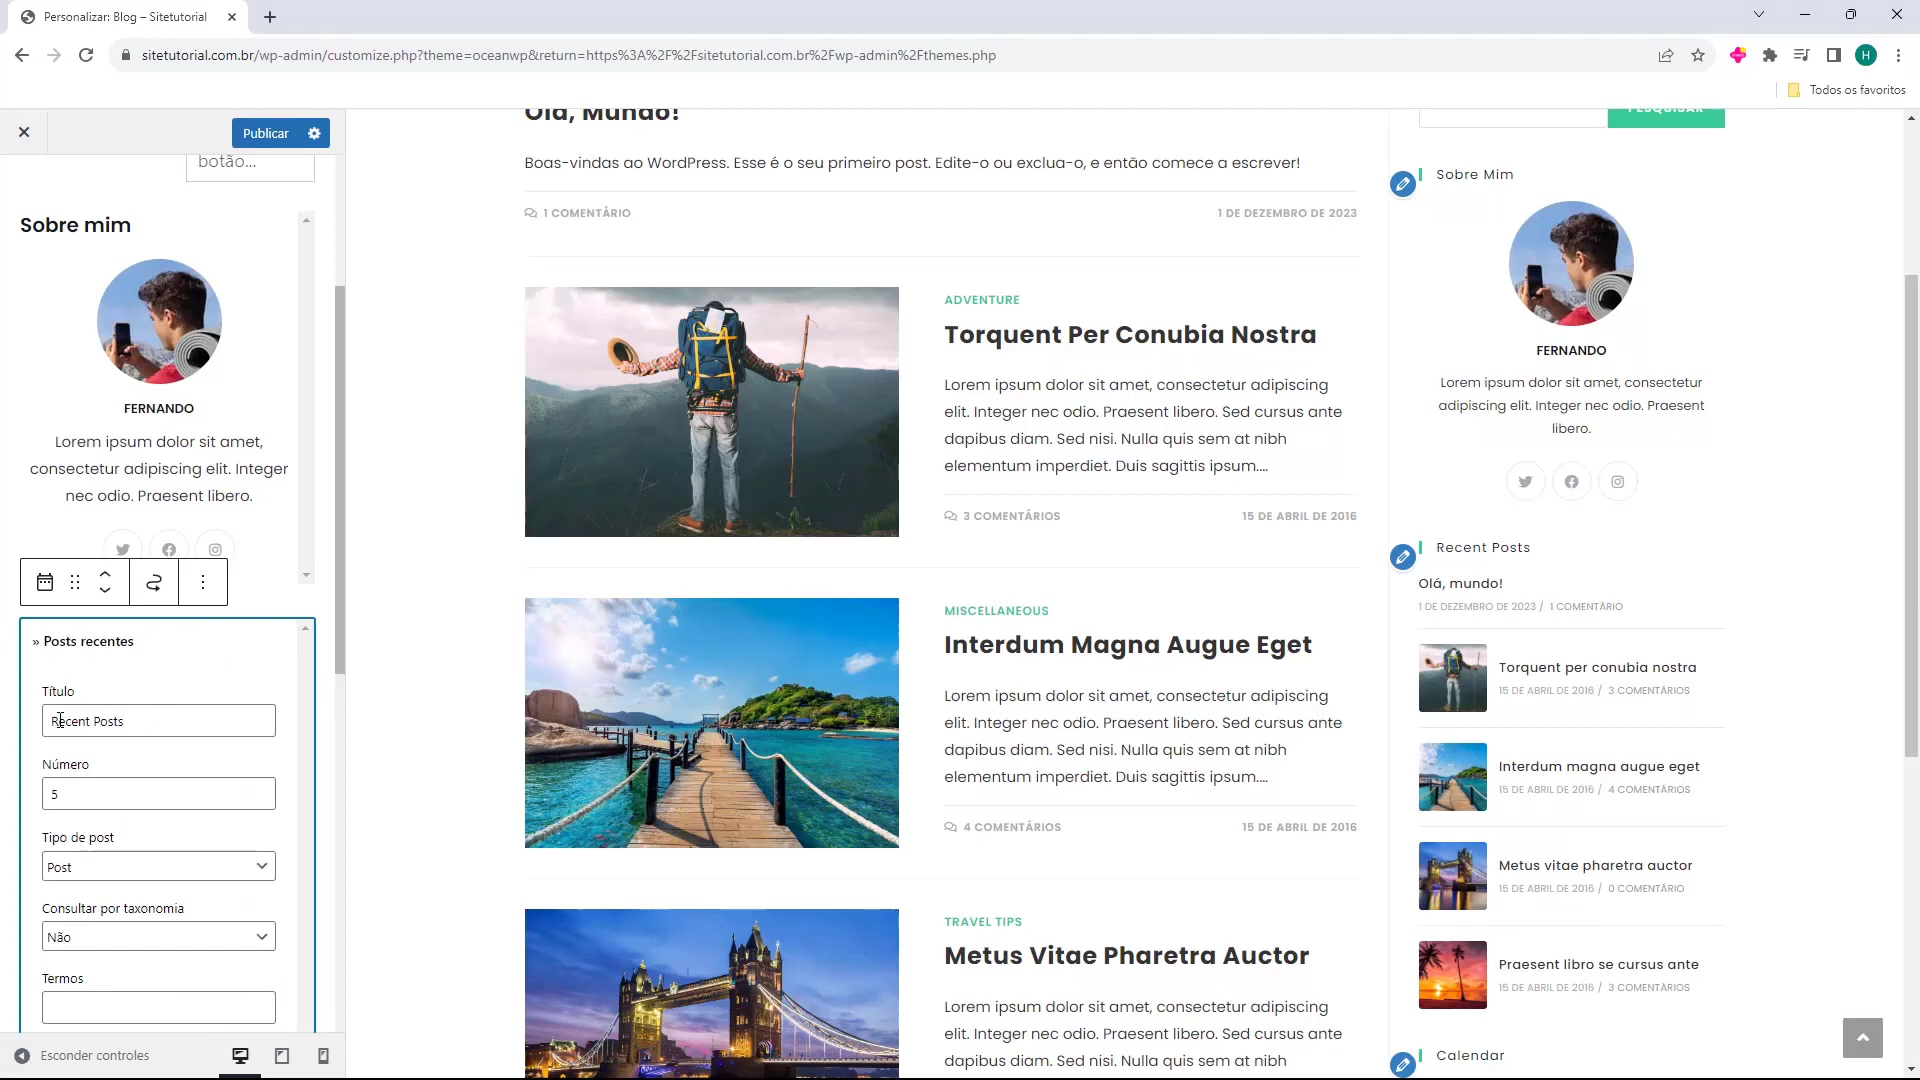 Personalizar: Blog – Sitetutorial
sitetutorial.com.br/wp-admin/customize.php?theme=oceanwp&return=https%3A%2F%2Fsitetutorial.com.br%2Fwp-admin%2Fthemes.php
H
Todos os favoritos
Publicar
botão...
Sobre mim
FERNANDO
Lorem ipsum dolor sit amet,
consectetur adipiscing elit. Integer
nec odio. Praesent libero.
» Posts recentes
Título
Recent Posts
Número
5
Tipo de post
Post
Consultar por taxonomia
Não
Termos
Esconder controles
Olá, Mundo!
Boas-vindas ao WordPress. Esse é o seu primeiro post. Edite-o ou exclua-o, e então comece a escrever!
1 COMENTÁRIO
1 DE DEZEMBRO DE 2023
ADVENTURE
Torquent Per Conubia Nostra
Lorem ipsum dolor sit amet, consectetur adipiscing
elit. Integer nec odio. Praesent libero. Sed cursus ante
dapibus diam. Sed nisi. Nulla quis sem at nibh
elementum imperdiet. Duis sagittis ipsum....
3 COMENTÁRIOS
15 DE ABRIL DE 2016
MISCELLANEOUS
Interdum Magna Augue Eget
Lorem ipsum dolor sit amet, consectetur adipiscing
elit. Integer nec odio. Praesent libero. Sed cursus ante
dapibus diam. Sed nisi. Nulla quis sem at nibh
elementum imperdiet. Duis sagittis ipsum....
4 COMENTÁRIOS
15 DE ABRIL DE 2016
TRAVEL TIPS
Metus Vitae Pharetra Auctor
Lorem ipsum dolor sit amet, consectetur adipiscing
elit. Integer nec odio. Praesent libero. Sed cursus ante
dapibus diam. Sed nisi. Nulla quis sem at nibh
PESQUISAR
Sobre Mim
FERNANDO
Lorem ipsum dolor sit amet, consectetur
adipiscing elit. Integer nec odio. Praesent
libero.
Recent Posts
Olá, mundo!
1 DE DEZEMBRO DE 2023 / 1 COMENTÁRIO
Torquent per conubia nostra
15 DE ABRIL DE 2016 / 3 COMENTÁRIOS
Interdum magna augue eget
15 DE ABRIL DE 2016 / 4 COMENTÁRIOS
Metus vitae pharetra auctor
15 DE ABRIL DE 2016 / 0 COMENTÁRIO
Praesent libro se cursus ante
15 DE ABRIL DE 2016 / 3 COMENTÁRIOS
Calendar